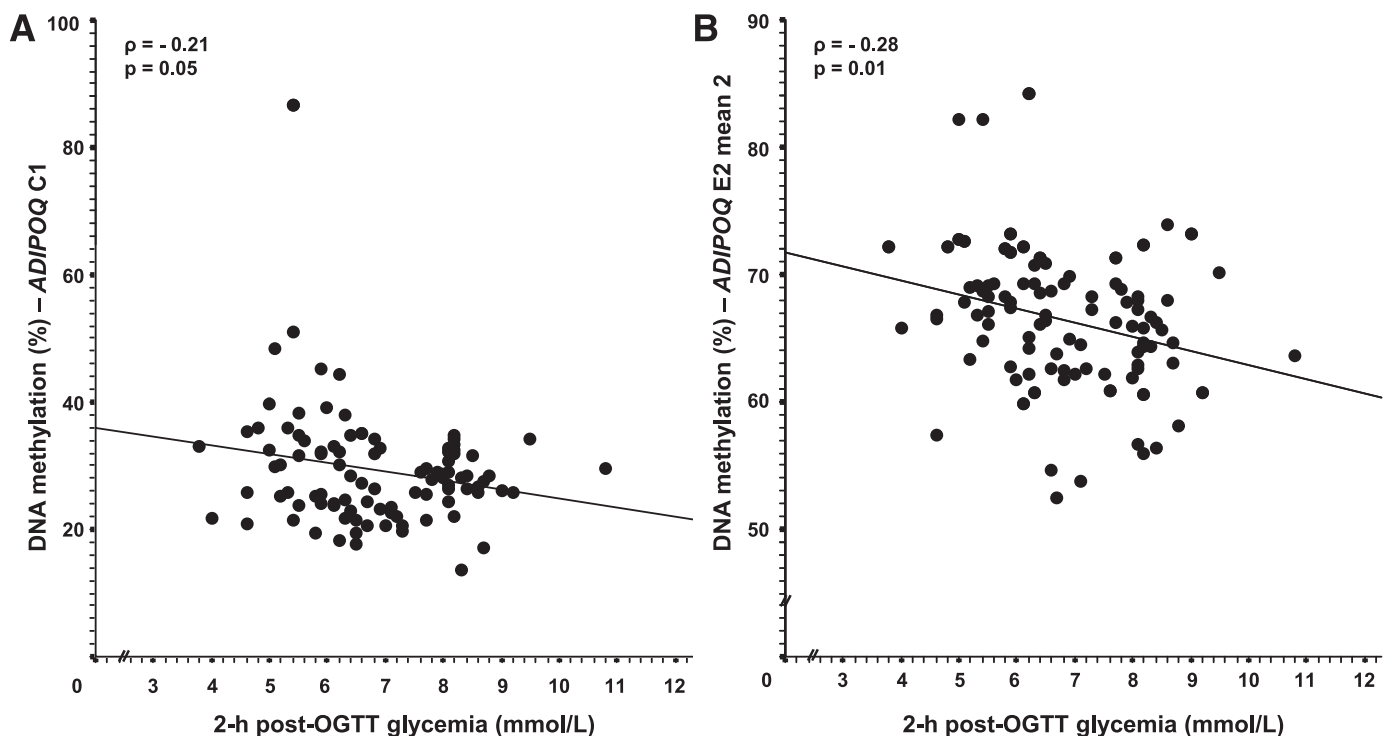 A
ρ = - 0.21
p = 0.05
DNA methylation (%) – ADIPOQ C1
100
80
60
40
20
0 3 4 5 6 7 8 9 10 11 12
2-h post-OGTT glycemia (mmol/L)
B
ρ = - 0.28
p = 0.01
DNA methylation (%) – ADIPOQ E2 mean 2
90
80
70
60
50
0 3 4 5 6 7 8 9 10 11 12
2-h post-OGTT glycemia (mmol/L)